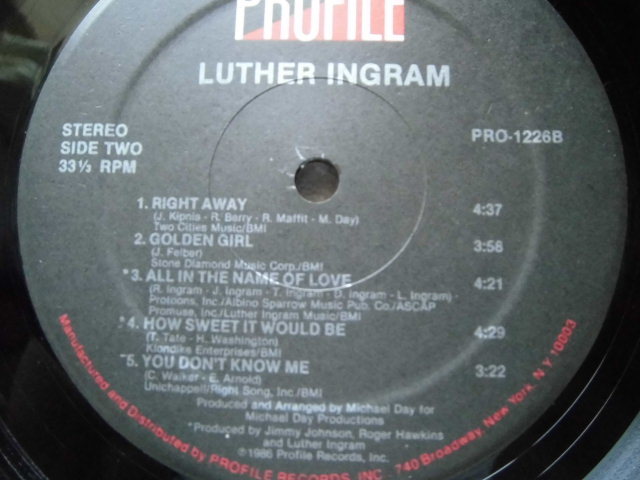 PROFILE
LUTHER INGRAM
STEREO
SIDE TWO
33⅓ RPM
PRO-1226B
1. RIGHT AWAY 4:37
(J. Kipnis - R. Berry - R. Maffit - M. Day)
Two Cities Music/BMI
2. GOLDEN GIRL 3:58
(J. Felber)
Stone Diamond Music Corp./BMI
*3. ALL IN THE NAME OF LOVE 4:21
(R. Ingram - J. Ingram - T. Ingram - D. Ingram - L. Ingram)
Protoons, Inc./Albino Sparrow Music Pub. Co./ASCAP
Promuse, Inc./Luther Ingram Music/BMI
*4. HOW SWEET IT WOULD BE 4:29
(T. Tate - H. Washington)
Klondike Enterprises/BMI
*5. YOU DON'T KNOW ME 3:22
(C. Walker - E. Arnold)
Unichappell/Right Song, Inc./BMI
Produced and Arranged by Michael Day for
Michael Day Productions
*Produced by Jimmy Johnson, Roger Hawkins
and Luther Ingram
℗1986 Profile Records, Inc.
Manufactured and Distributed by PROFILE RECORDS, INC. 740 Broadway, New York, N.Y. 10003